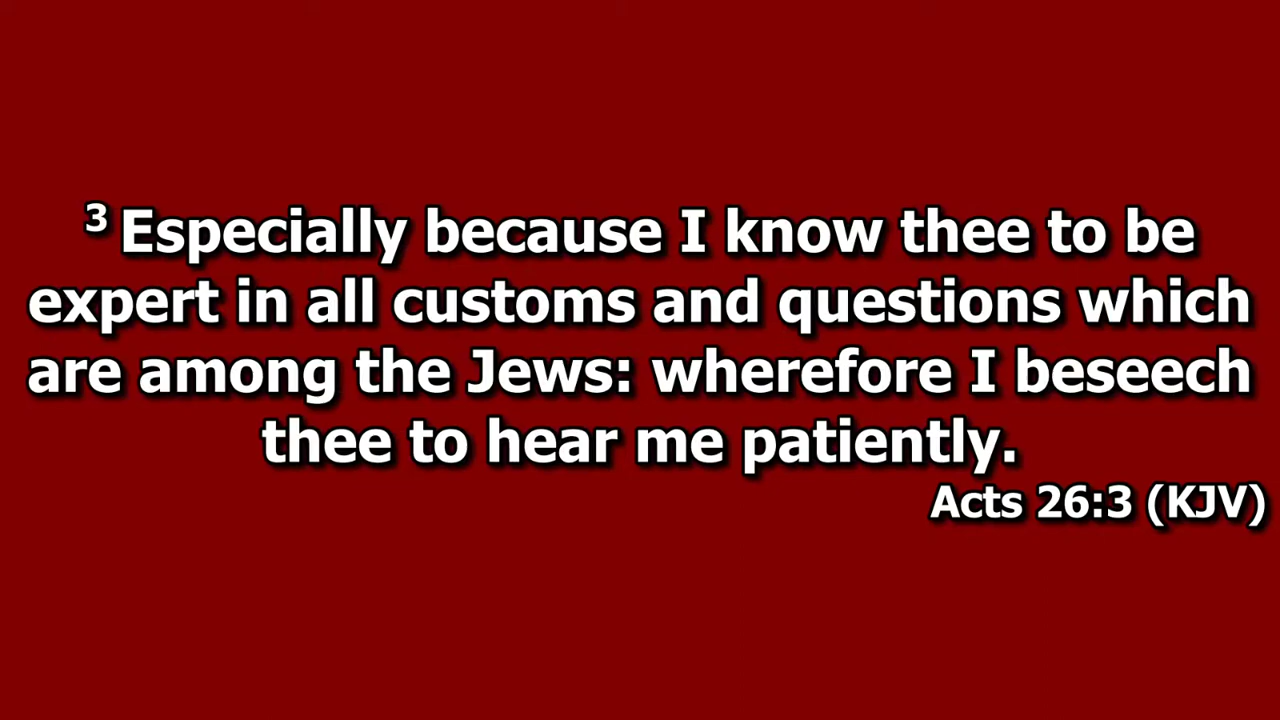 3 Especially because I know thee to be
expert in all customs and questions which
are among the Jews: wherefore I beseech
thee to hear me patiently.
Acts 26:3 (KJV)